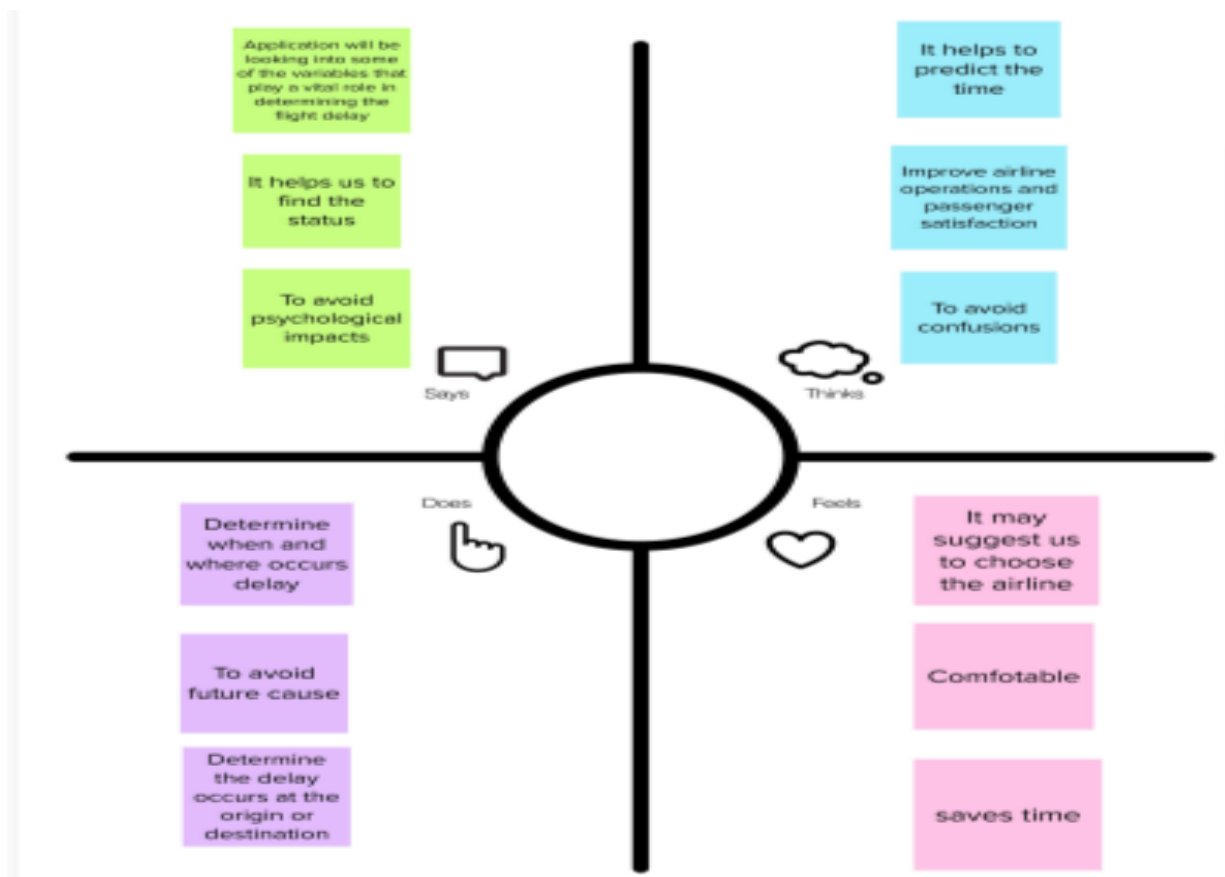 Application will be
looking into some
of the variables that
play a vital role in
determining the
flight delay
It helps us to
find the
status
To avoid
psychological
impacts
Says
It helps to
predict the
time
Improve airline
operations and
passenger
satisfaction
To avoid
confusions
Thinks
Does
Determine
when and
where occurs
delay
To avoid
future cause
Determine
the delay
occurs at the
origin or
destination
Feels
It may
suggest us
to choose
the airline
Comfotable
saves time